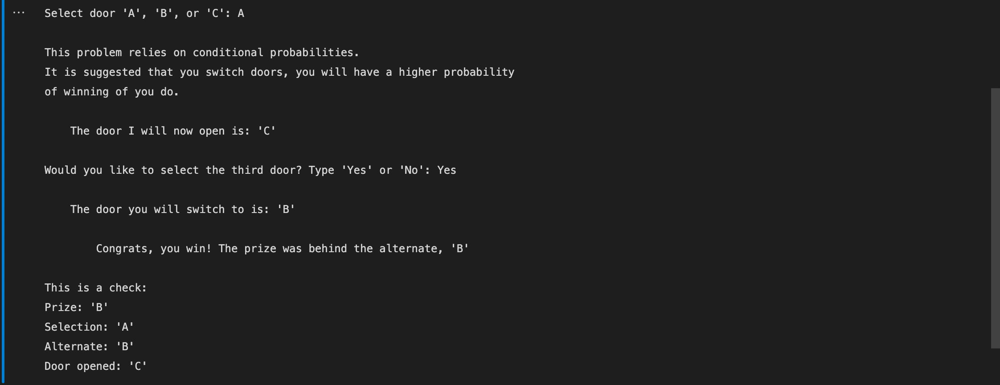 Select door 'A', 'B', or 'C': A
This problem relies on conditional probabilities.
It is suggested that you switch doors, you will have a higher probability
of winning of you do.
The door I will now open is: 'C'
Would you like to select the third door? Type 'Yes' or 'No': Yes
The door you will switch to is: 'B'
Congrats, you win! The prize was behind the alternate, 'B'
This is a check:
Prize: 'B'
Selection: 'A'
Alternate: 'B'
Door opened: 'C'